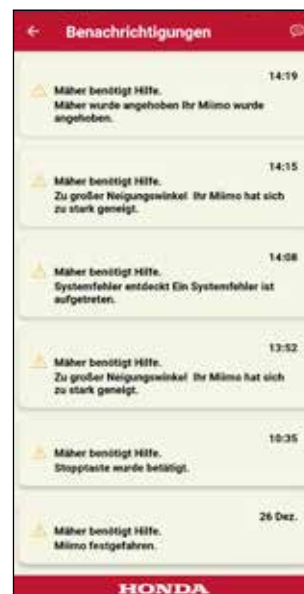 Benachrichtigungen
14:19
Mäher benötigt Hilfe.
Mäher wurde angehoben Ihr Miimo wurde
angehoben.
14:15
Mäher benötigt Hilfe.
Zu großer Neigungswinkel Ihr Miimo hat sich
zu stark geneigt.
14:08
Mäher benötigt Hilfe.
Systemfehler entdeckt Ein Systemfehler ist
aufgetreten.
13:52
Mäher benötigt Hilfe.
Zu großer Neigungswinkel Ihr Miimo hat sich
zu stark geneigt.
10:35
Mäher benötigt Hilfe.
Stopptaste wurde betätigt.
26 Dez.
Mäher benötigt Hilfe.
Miimo festgefahren.
HONDA